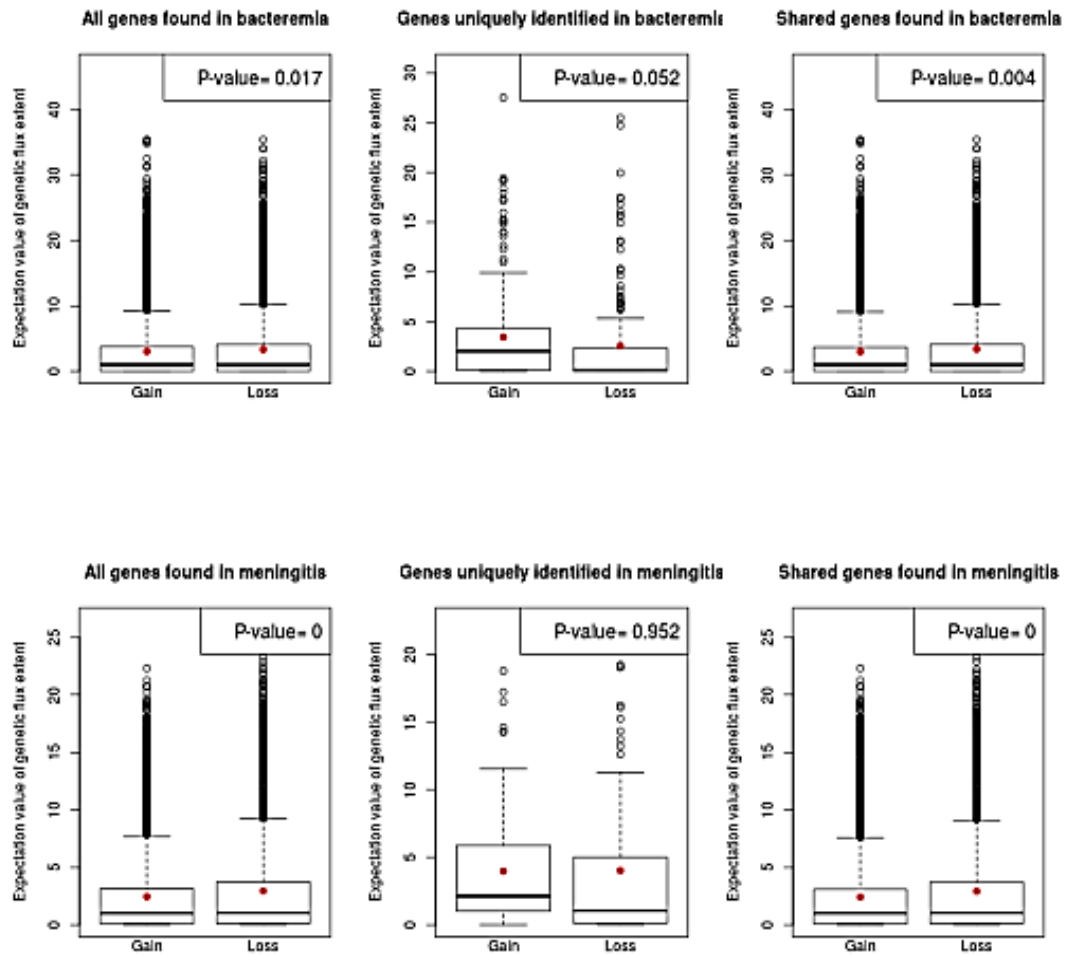 All genes found in bacteremia
Genes uniquely identified in bacteremia
Shared genes found in bacteremia
Expectation value of genetic flux extent
0 10 20 30 40
P-value= 0.017
Gain Loss
Expectation value of genetic flux extent
0 5 10 15 20 25 30
P-value= 0.052
Gain Loss
Expectation value of genetic flux extent
0 10 20 30 40
P-value= 0.004
Gain Loss
All genes found in meningitis
Genes uniquely identified in meningitis
Shared genes found in meningitis
Expectation value of genetic flux extent
0 5 10 15 20 25
P-value= 0
Gain Loss
Expectation value of genetic flux extent
0 5 10 15 20
P-value= 0.952
Gain Loss
Expectation value of genetic flux extent
0 5 10 15 20 25
P-value= 0
Gain Loss